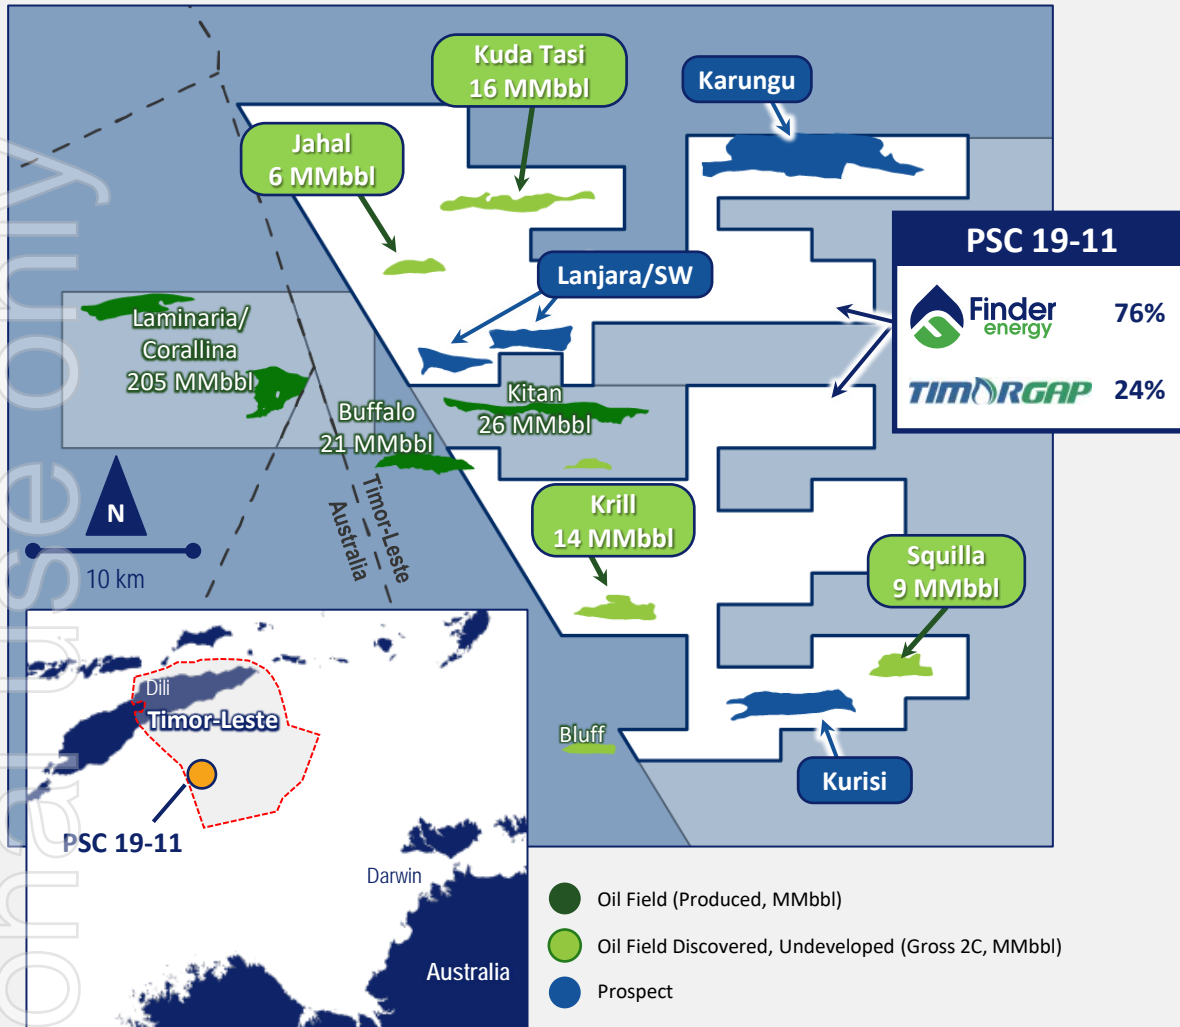 Kuda Tasi
16 MMbbl
Karungu
Jahal
6 MMbbl
PSC 19-11
Finder
energy
76%
TIMORGAP
24%
Lanjara/SW
Laminaria/
Corallina
205 MMbbl
Kitan
26 MMbbl
Buffalo
21 MMbbl
Timor-Leste
Australia
N
10 km
Krill
14 MMbbl
Squilla
9 MMbbl
Bluff
Kurisi
Dili
Timor-Leste
PSC 19-11
Darwin
Australia
Oil Field (Produced, MMbbl)
Oil Field Discovered, Undeveloped (Gross 2C, MMbbl)
Prospect
onal use only